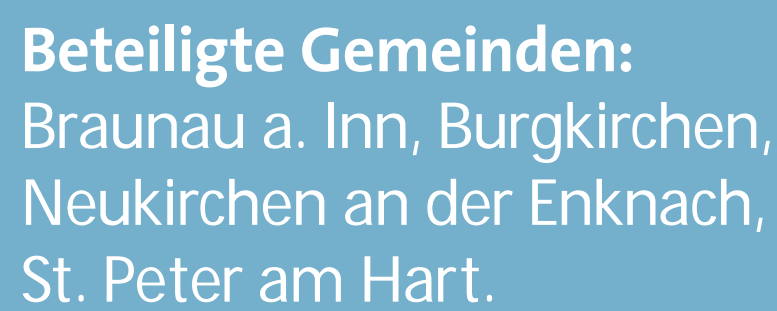 Beteiligte Gemeinden:
Braunau a. Inn, Burgkirchen,
Neukirchen an der Enknach,
St. Peter am Hart.